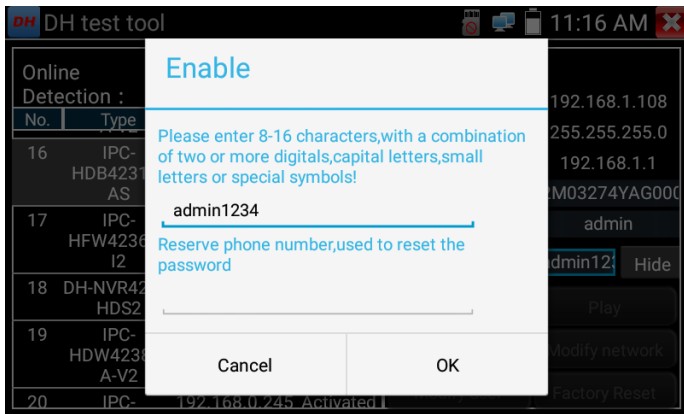 DH DH test tool
11:16 AM
Online
Detection :
No. Type
16 IPC-
HDB4231
AS
17 IPC-
HFW4236
I2
18 DH-NVR42
HDS2
19 IPC-
HDW4238
A-V2
20 IPC- 192.168.0.245 Activated
Enable
Please enter 8-16 characters,with a combination
of two or more digitals,capital letters,small
letters or special symbols!
admin1234
Reserve phone number,used to reset the
password
Cancel OK
192.168.1.108
255.255.255.0
192.168.1.1
2M03274YAG000
admin
admin123 Hide
Play
Modify network
Factory Reset